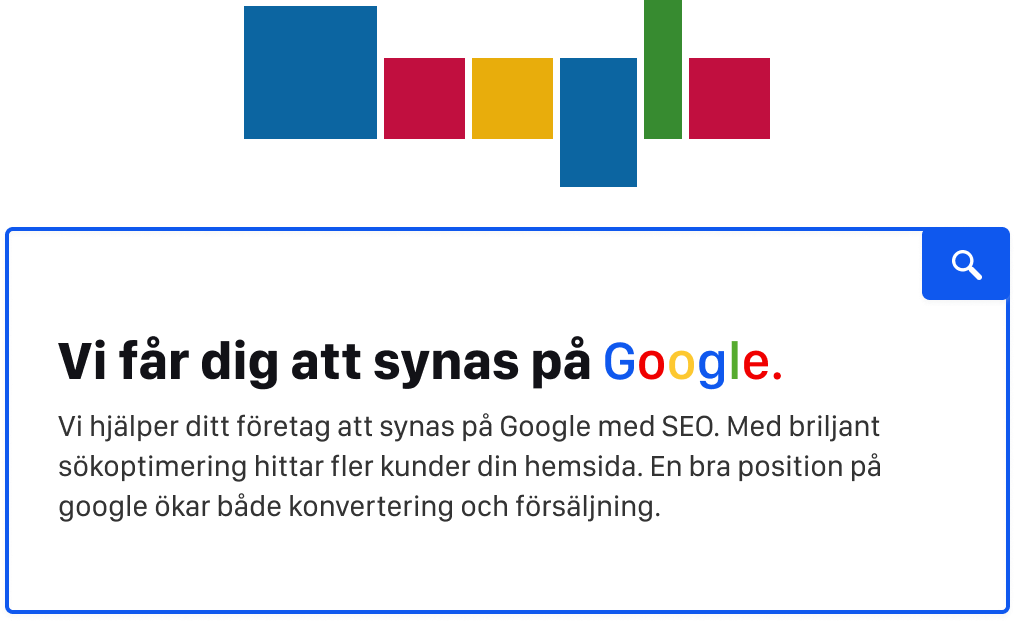 Vi får dig att synas på Google.
Vi hjälper ditt företag att synas på Google med SEO. Med briljant
sökoptimering hittar fler kunder din hemsida. En bra position på
google ökar både konvertering och försäljning.